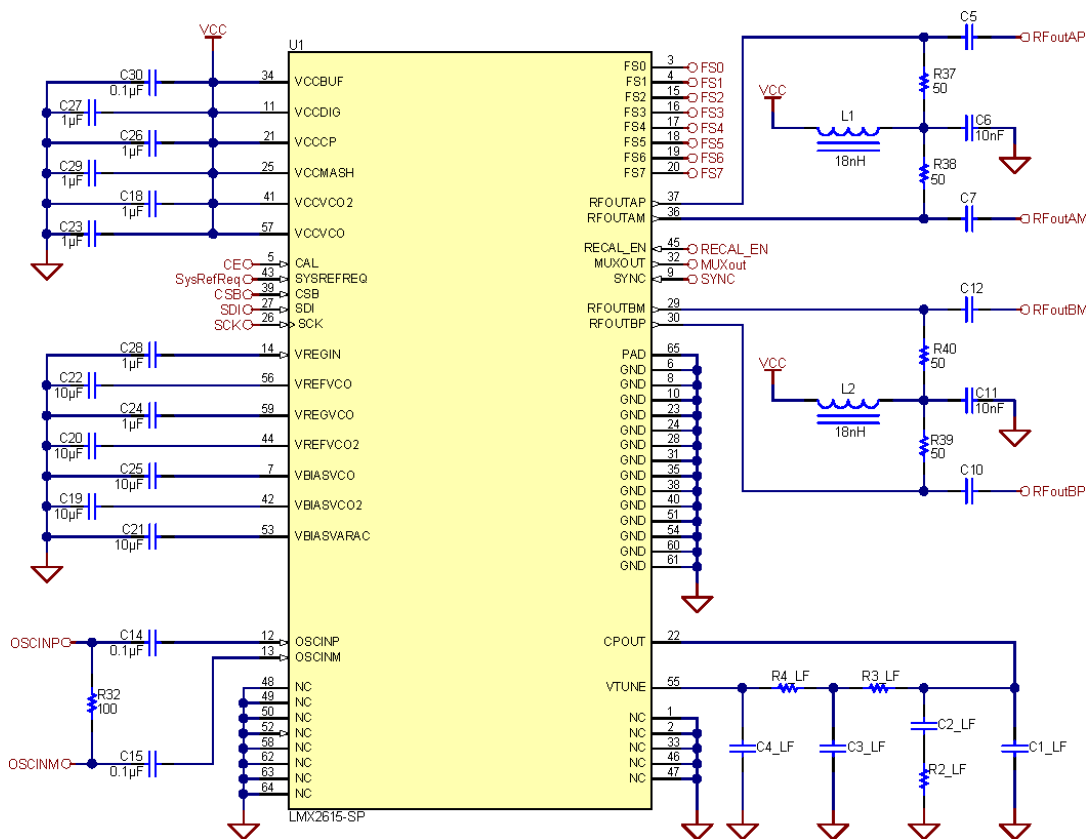 VCC
U1
C30
0.1µF
34
VCCBUF
C27
1µF
11
VCCDIG
C26
1µF
21
VCCCP
C29
1µF
25
VCCMASH
C18
1µF
41
VCCVCO2
C23
1µF
57
VCCVCO
CE
5
CAL
SysRefReq
43
SYSREFREQ
CSB
39
CSB
SDI
27
SDI
SCK
26
SCK
C28
1µF
14
VREGIN
C22
10µF
56
VREFVCO
C24
1µF
59
VREGVCO
C20
10µF
44
VREFVCO2
C25
10µF
7
VBIASVCO
C19
10µF
42
VBIASVCO2
C21
10µF
53
VBIASVARAC
OSCINP
C14
0.1µF
12
OSCINP
13
OSCINM
R32
100
OSCINM
C15
0.1µF
48
NC
49
NC
50
NC
52
NC
58
NC
62
NC
63
NC
64
NC
LMX2615-SP
FS0
3
FS0
FS1
4
FS1
FS2
15
FS2
FS3
16
FS3
FS4
17
FS4
FS5
18
FS5
FS6
19
FS6
FS7
20
FS7
RFOUTAP
37
RFOUTAM
36
RECAL_EN
45
RECAL_EN
MUXOUT
32
MUXout
SYNC
9
SYNC
RFOUTBM
29
RFOUTBP
30
PAD
65
GND
6
GND
8
GND
10
GND
23
GND
24
GND
28
GND
31
GND
35
GND
38
GND
40
GND
51
GND
54
GND
60
GND
61
CPOUT
22
VTUNE
55
NC
1
NC
2
NC
33
NC
46
NC
47
C5
RFoutAP
R37
50
VCC
L1
18nH
C6
10nF
R38
50
C7
RFoutAM
C12
RFoutBM
R40
50
VCC
L2
18nH
C11
10nF
R39
50
C10
RFoutBP
R4_LF
R3_LF
C4_LF
C3_LF
C2_LF
R2_LF
C1_LF